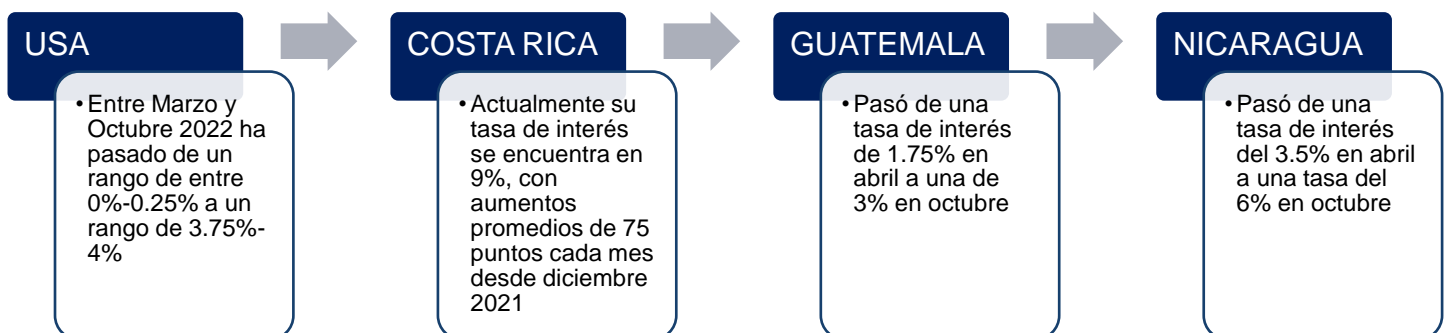 USA
• Entre Marzo y
Octubre 2022 ha
pasado de un
rango de entre
0%-0.25% a un
rango de 3.75%-
4%
COSTA RICA
• Actualmente su
tasa de interés
se encuentra en
9%, con
aumentos
promedios de 75
puntos cada mes
desde diciembre
2021
GUATEMALA
• Pasó de una
tasa de interés
de 1.75% en
abril a una de
3% en octubre
NICARAGUA
• Pasó de una
tasa de interés
del 3.5% en abril
a una tasa del
6% en octubre